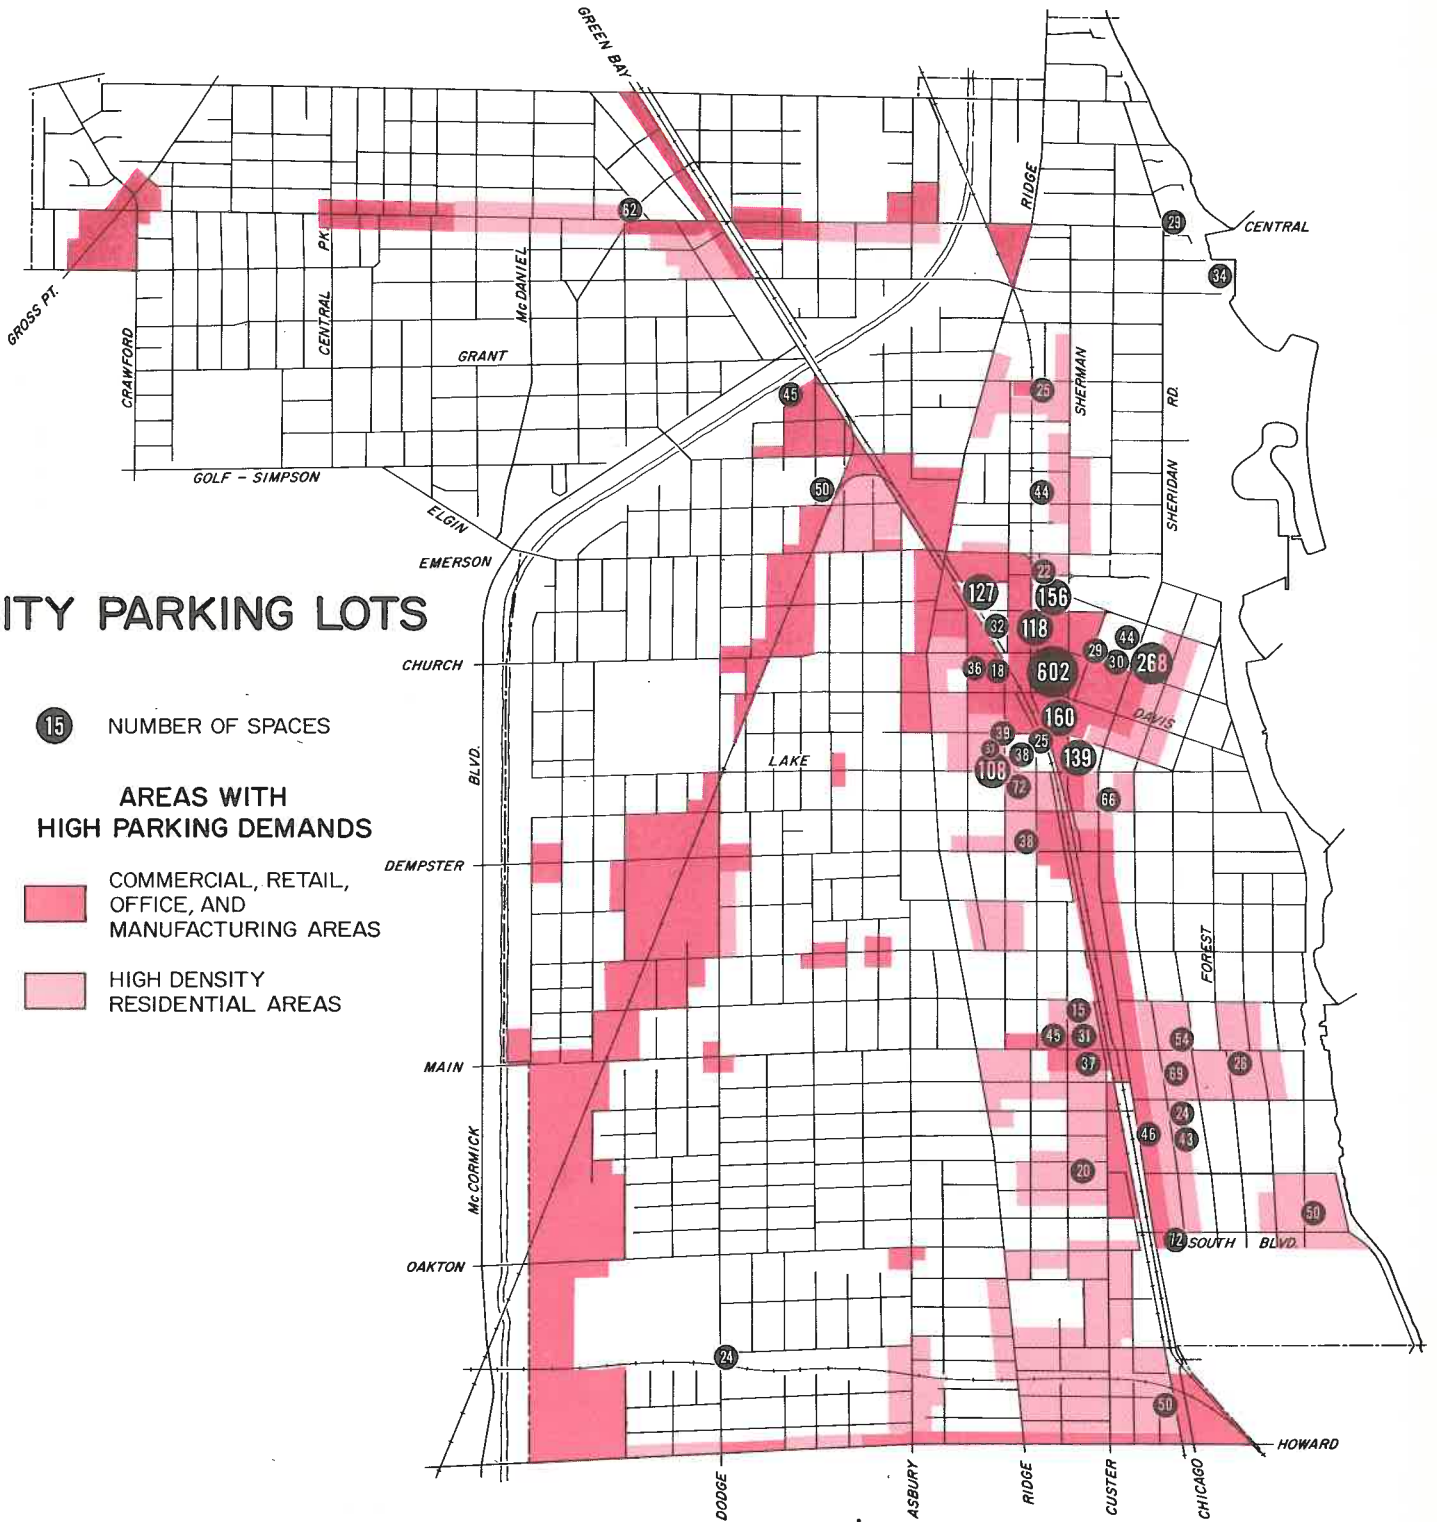 GREEN BAY
RIDGE
62
29
CENTRAL
34
PK.
McDANIEL
GROSS PT.
CENTRAL
CRAWFORD
GRANT
SHERMAN
25
RD.
45
GOLF – SIMPSON
50
44
SHERIDAN
ELGIN
EMERSON
22
127
156
ITY PARKING LOTS
32
118
44
29
30
268
CHURCH
36
18
602
15 NUMBER OF SPACES
160
DAVIS
39
25
37
38
139
BLVD.
LAKE
108
72
66
AREAS WITH
HIGH PARKING DEMANDS
38
DEMPSTER
COMMERCIAL, RETAIL,
OFFICE, AND
MANUFACTURING AREAS
FOREST
HIGH DENSITY
RESIDENTIAL AREAS
15
45
31
54
MAIN
37
69
26
24
McCORMICK
46
43
20
50
12
SOUTH BLVD.
OAKTON
24
50
HOWARD
DODGE
ASBURY
RIDGE
CUSTER
CHICAGO